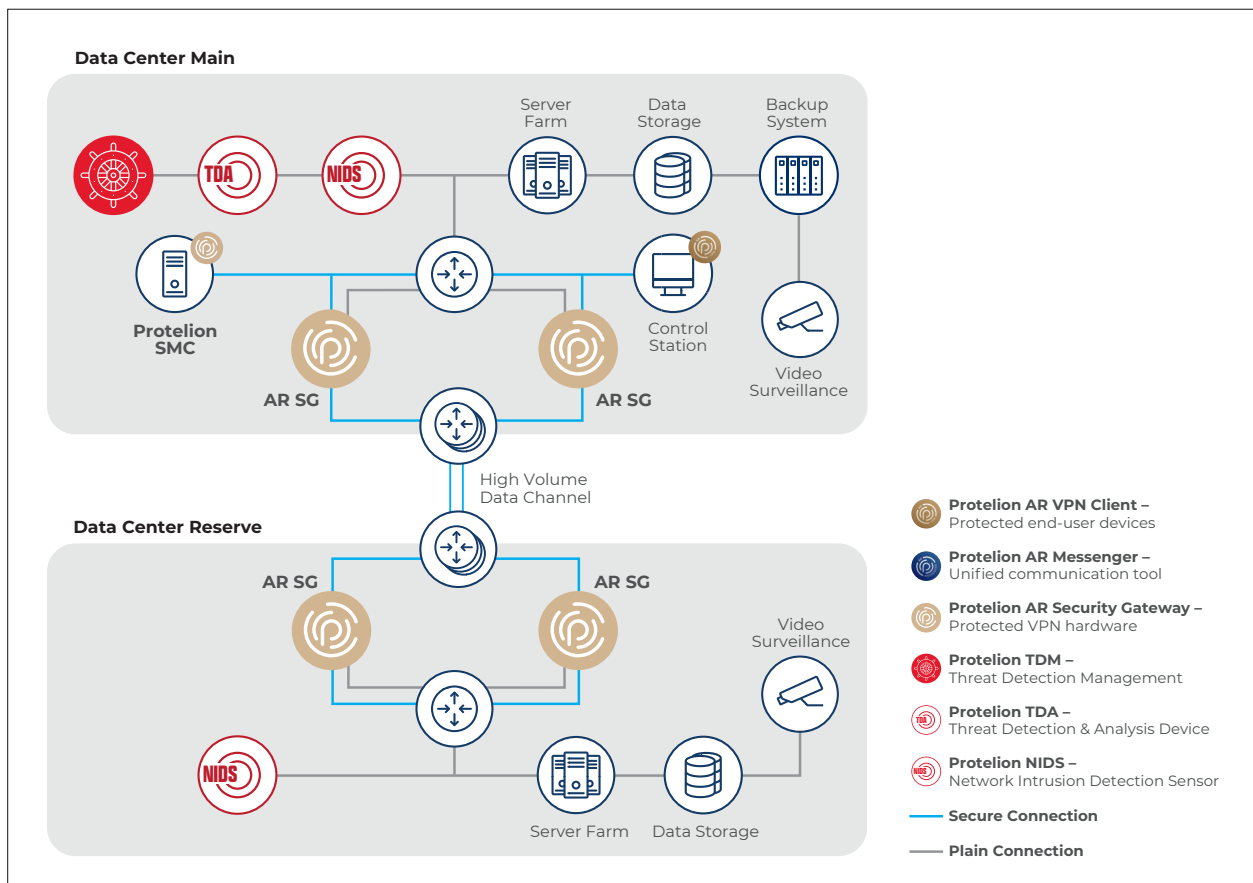 Data Center Main
Server
Farm
Data
Storage
Backup
System
TDA
NIDS
Protelion
SMC
Control
Station
Video
Surveillance
AR SG
AR SG
High Volume
Data Channel
Data Center Reserve
AR SG
AR SG
Video
Surveillance
NIDS
Server Farm
Data Storage
Protelion AR VPN Client –
Protected end-user devices
Protelion AR Messenger –
Unified communication tool
Protelion AR Security Gateway –
Protected VPN hardware
Protelion TDM –
Threat Detection Management
TDA
Protelion TDA –
Threat Detection & Analysis Device
NIDS
Protelion NIDS –
Network Intrusion Detection Sensor
Secure Connection
Plain Connection